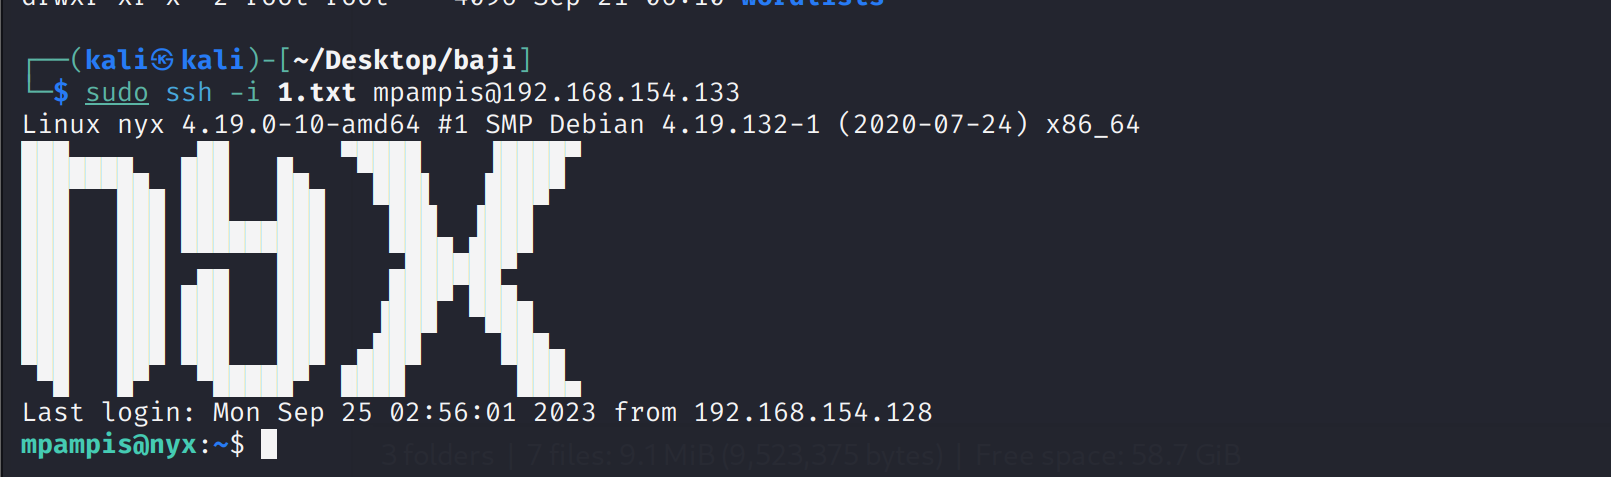 drwxr-xr-x 2 root root 4096 Sep 21 06:10 wordlists
┌──(kali㉿kali)-[~/Desktop/baji]
└─$ sudo ssh -i 1.txt mpampis@192.168.154.133
Linux nyx 4.19.0-10-amd64 #1 SMP Debian 4.19.132-1 (2020-07-24) x86_64
nyx
Last login: Mon Sep 25 02:56:01 2023 from 192.168.154.128
mpampis@nyx:~$
3 folders | 7 files: 9.1 MiB (9,523,375 bytes) | Free space: 58.7 GiB